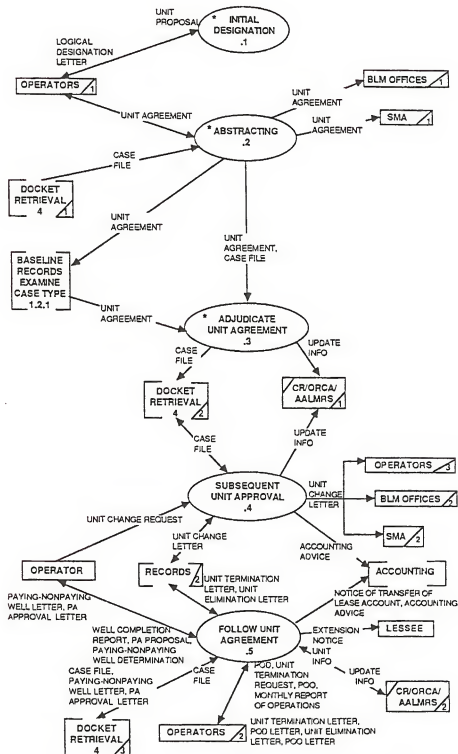 UNIT
PROPOSAL
* INITIAL
DESIGNATION
.1
LOGICAL
DESIGNATION
LETTER
OPERATORS 1
BLM OFFICES 1
UNIT
AGREEMENT
UNIT AGREEMENT
SMA 1
* ABSTRACTING
.2
UNIT
AGREEMENT
CASE
FILE
DOCKET
RETRIEVAL
4 1
UNIT
AGREEMENT
UNIT
AGREEMENT,
CASE FILE
BASELINE
RECORDS
EXAMINE
CASE TYPE
1.2.1
UNIT
AGREEMENT
* ADJUDICATE
UNIT AGREEMENT
.3
CASE
FILE
UPDATE
INFO
DOCKET
RETRIEVAL
4 2
CR/ORCA/
AALMRS 1
CASE
FILE
UPDATE
INFO
OPERATORS 3
SUBSEQUENT
UNIT APPROVAL
.4
UNIT
CHANGE
LETTER
BLM OFFICES 2
UNIT CHANGE REQUEST
SMA 2
UNIT CHANGE
LETTER
ACCOUNTING
ADVICE
OPERATOR
RECORDS 2
ACCOUNTING
PAYING-NONPAYING
WELL LETTER, PA
APPROVAL LETTER
UNIT TERMINATION
LETTER, UNIT
ELIMINATION LETTER
NOTICE OF TRANSFER OF
LEASE ACCOUNT, ACCOUNTING
ADVICE
WELL COMPLETION
REPORT, PA PROPOSAL,
PAYING-NONPAYING
WELL DETERMINATION
FOLLOW UNIT
AGREEMENT
.5
EXTENSION
NOTICE
LESSEE
UNIT
INFO
CASE FILE,
PAYING-NONPAYING
WELL LETTER, PA
APPROVAL LETTER
CASE
FILE
POD, UNIT
TERMINATION
REQUEST, POO,
MONTHLY REPORT
OF OPERATIONS
UPDATE
INFO
CR/ORCA/
AALMRS 2
DOCKET
RETRIEVAL
4 3
OPERATORS 2
UNIT TERMINATION LETTER,
POD LETTER, UNIT ELIMINATION
LETTER, POO LETTER